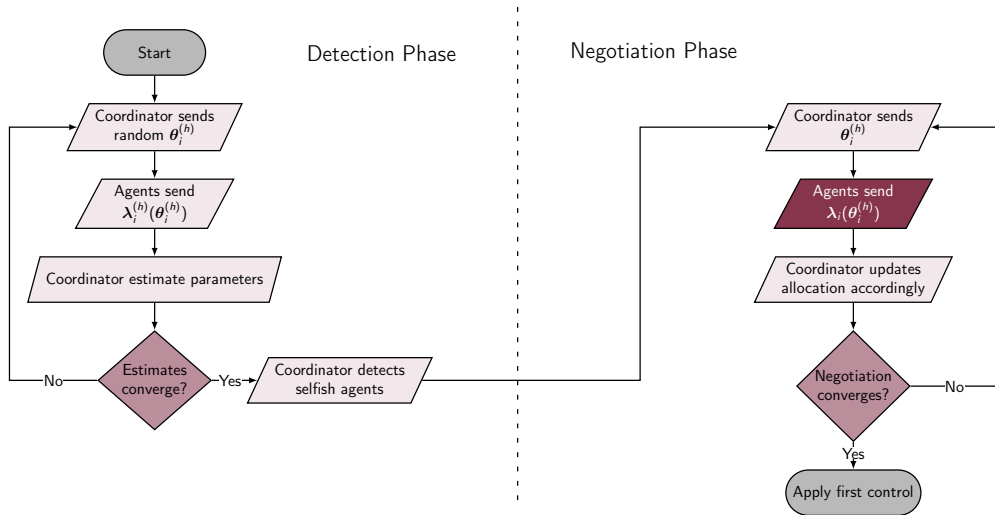 Start
Detection Phase
Coordinator sends
random θ_i^(h)
Agents send
λ_i^(h)(θ_i^(h))
Coordinator estimate parameters
Estimates
converge?
No
Yes
Coordinator detects
selfish agents
Negotiation Phase
Coordinator sends
θ_i^(h)
Agents send
λ_i(θ_i^(h))
Coordinator updates
allocation accordingly
Negotiation
converges?
No
Yes
Apply first control